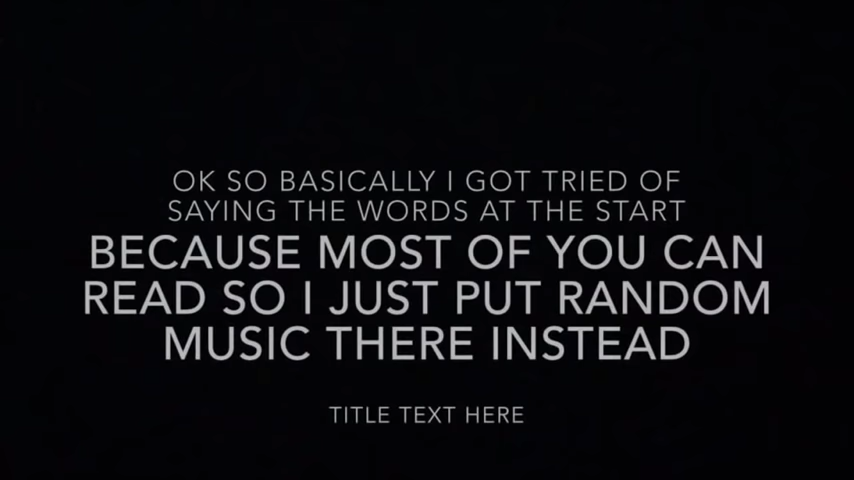 OK SO BASICALLY I GOT TRIED OF
SAYING THE WORDS AT THE START
BECAUSE MOST OF YOU CAN
READ SO I JUST PUT RANDOM
MUSIC THERE INSTEAD
TITLE TEXT HERE